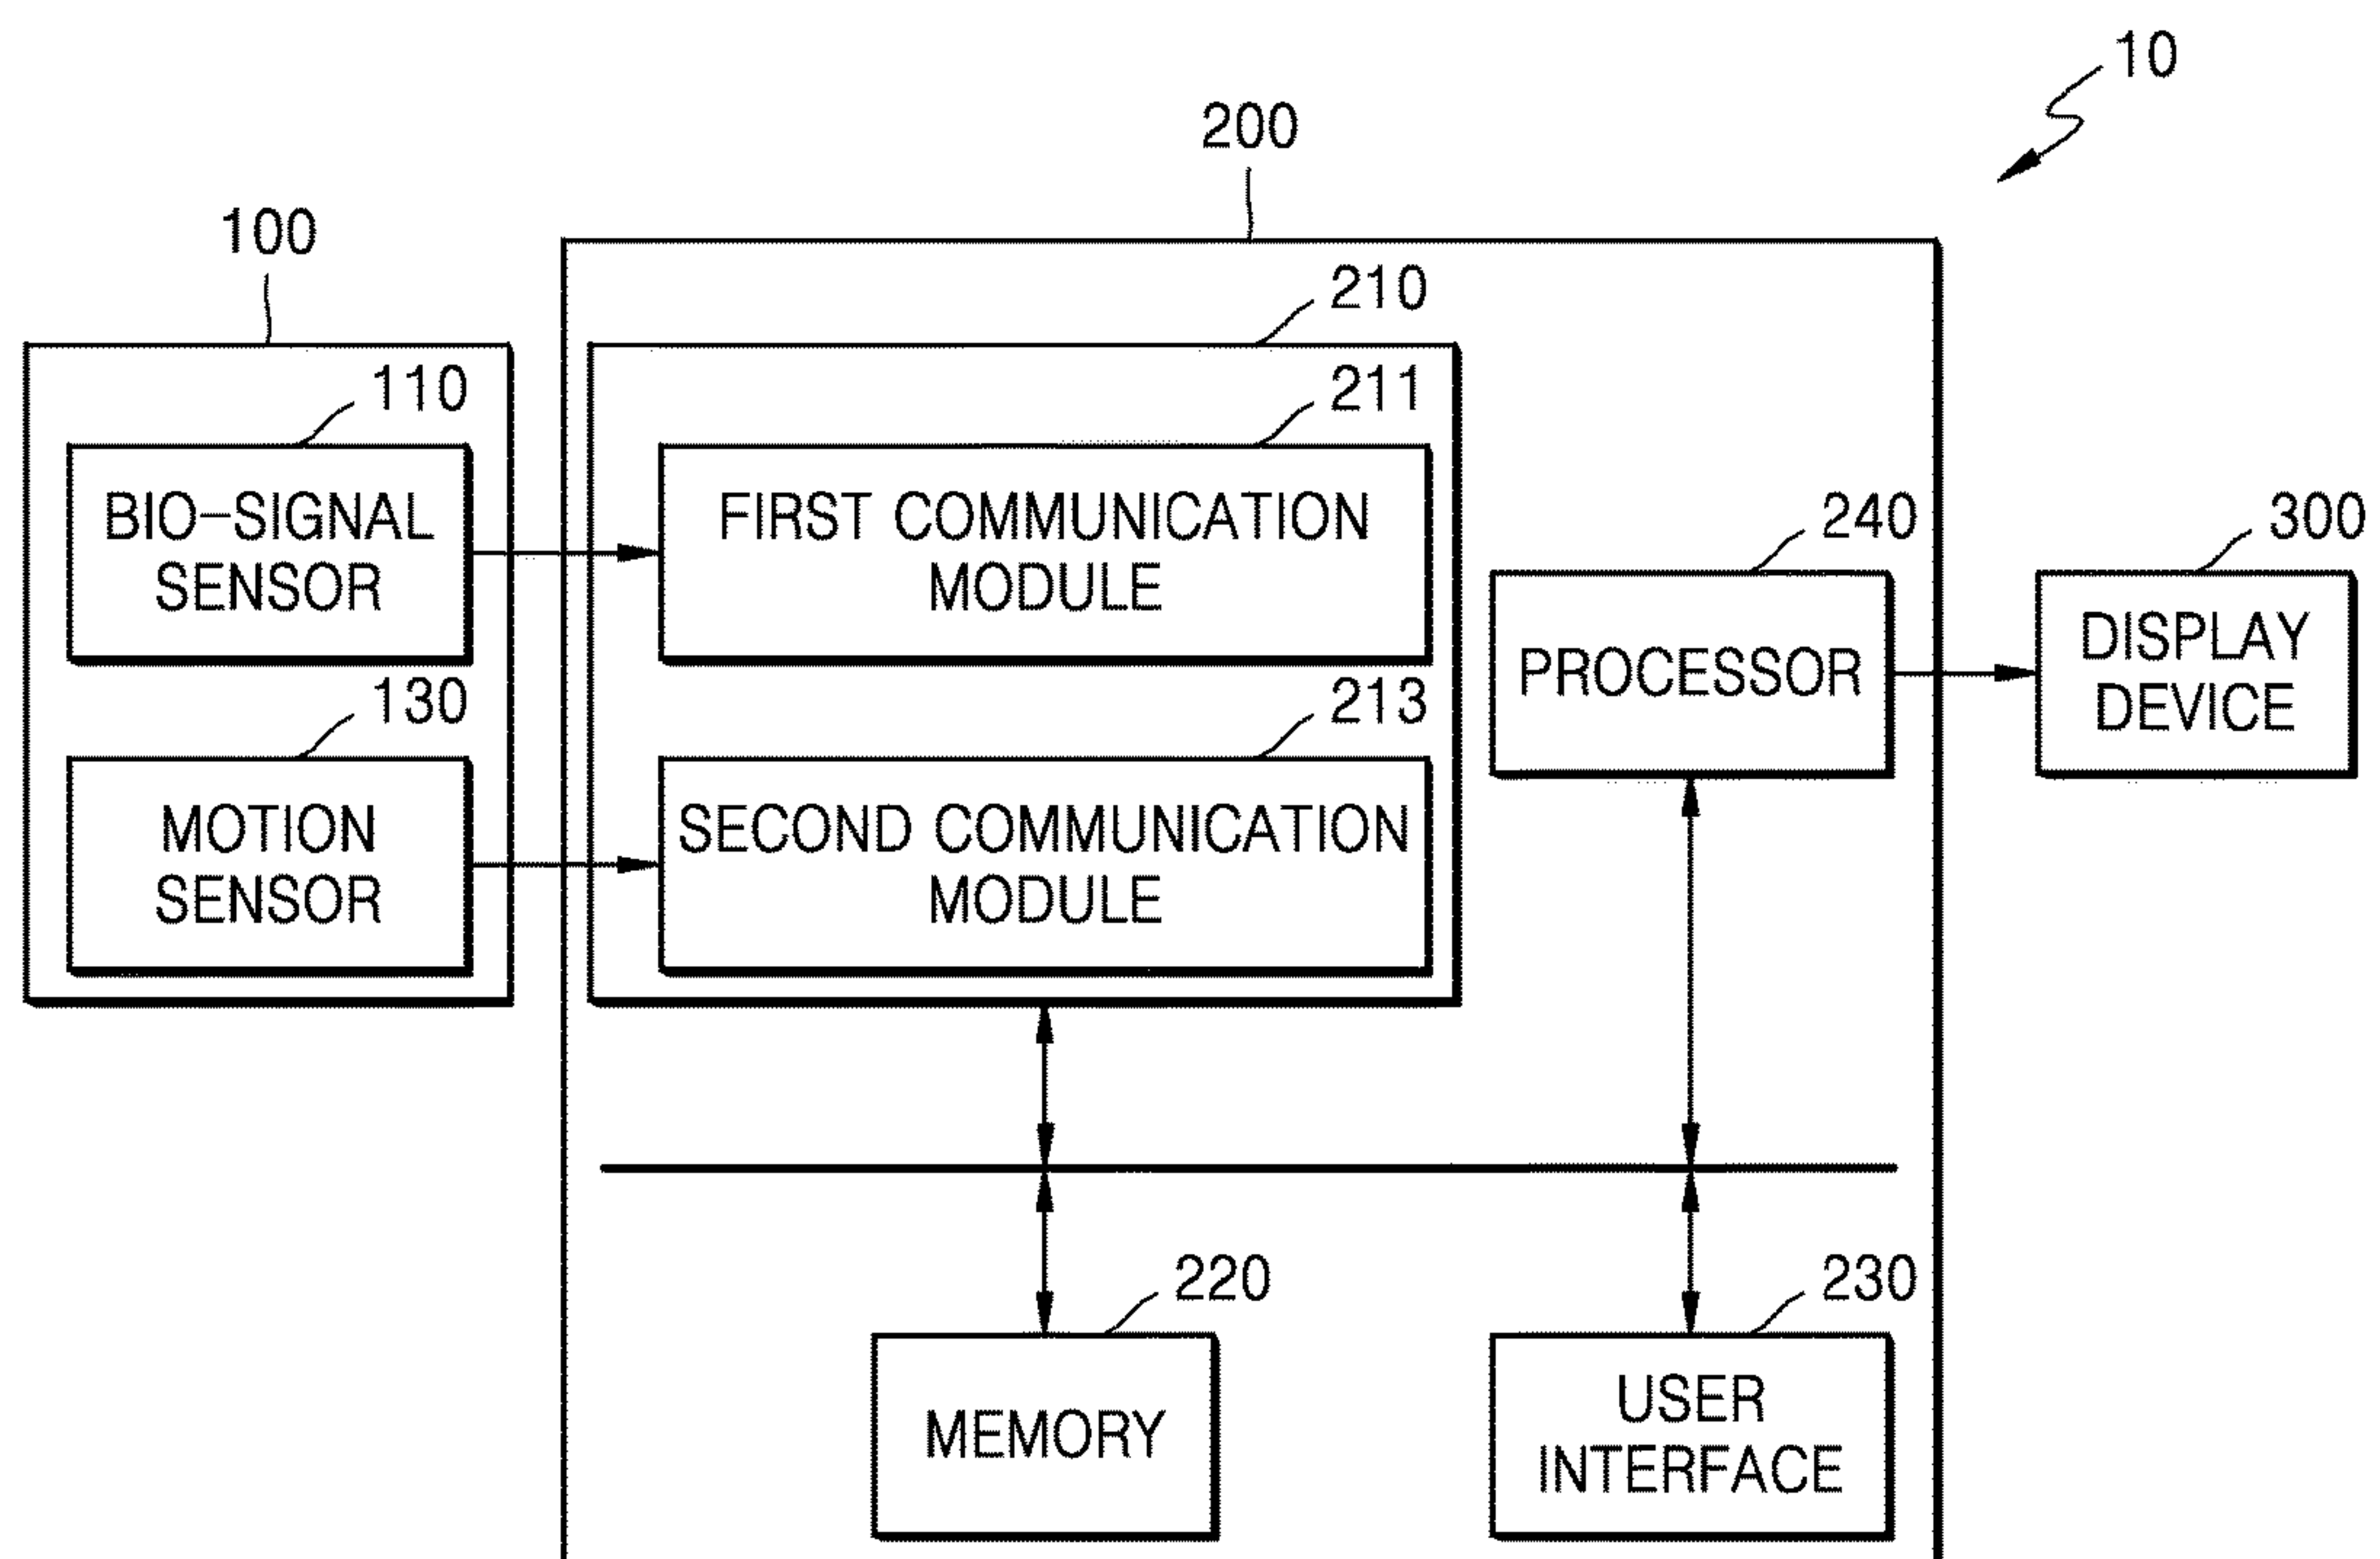 10
200
100
210
110
211
BIO-SIGNAL
SENSOR
FIRST COMMUNICATION
MODULE
240
300
PROCESSOR
DISPLAY
DEVICE
130
213
MOTION
SENSOR
SECOND COMMUNICATION
MODULE
220
230
MEMORY
USER
INTERFACE